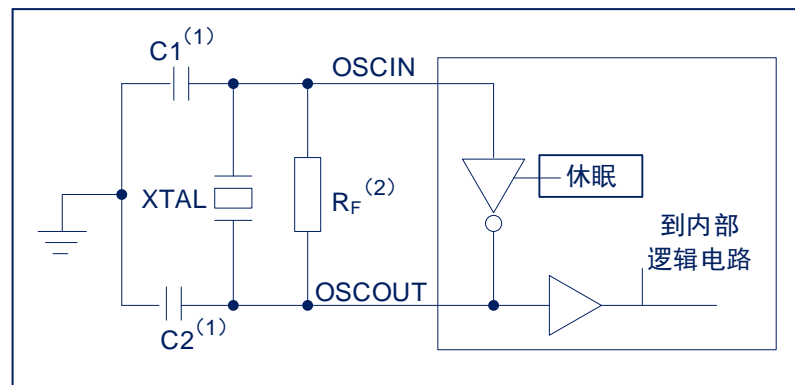 C1(1)
OSCIN
休眠
XTAL
RF(2)
到内部
逻辑电路
OSCOUT
C2(1)